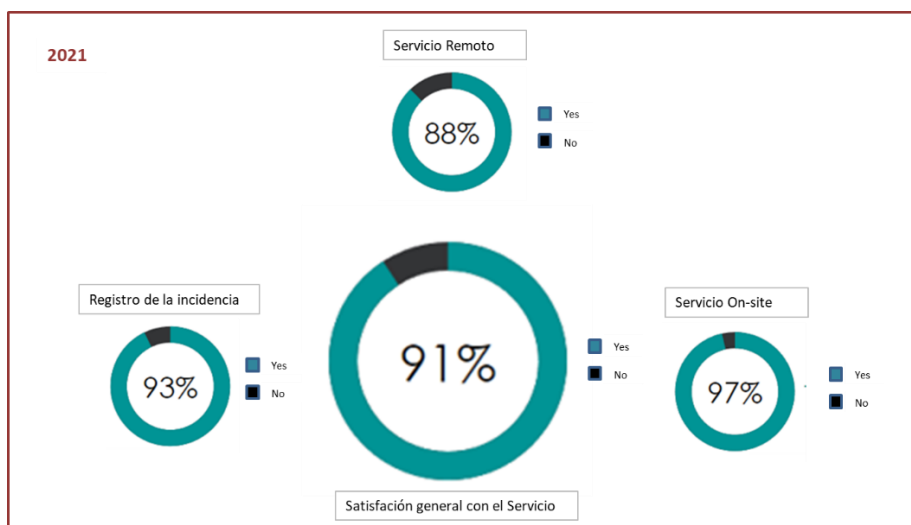 2021
Servicio Remoto
88%
Yes
No
Registro de la incidencia
93%
Yes
No
91%
Yes
No
Satisfación general con el Servicio
Servicio On-site
97%
Yes
No